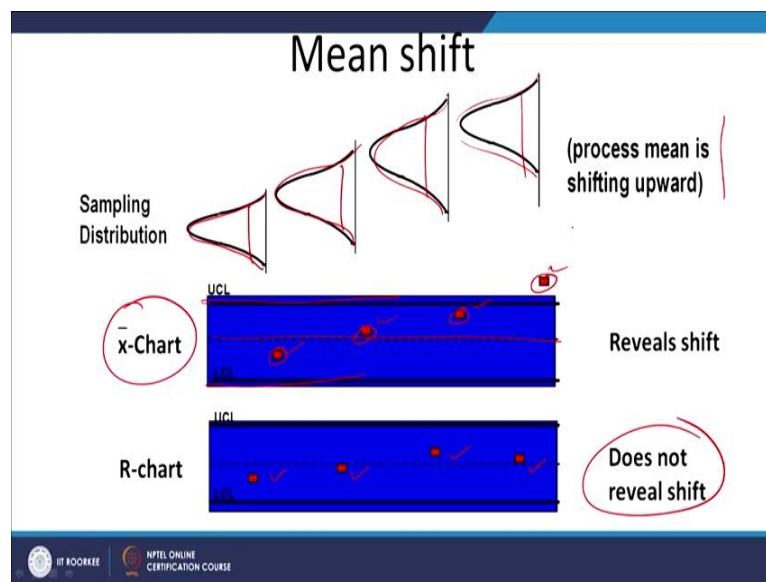 Mean shift
(process mean is
shifting upward)
Sampling
Distribution
UCL
x̄-Chart
Reveals shift
LCL
UCL
R-chart
Does not
reveal shift
LCL
IIT ROORKEE
NPTEL ONLINE
CERTIFICATION COURSE